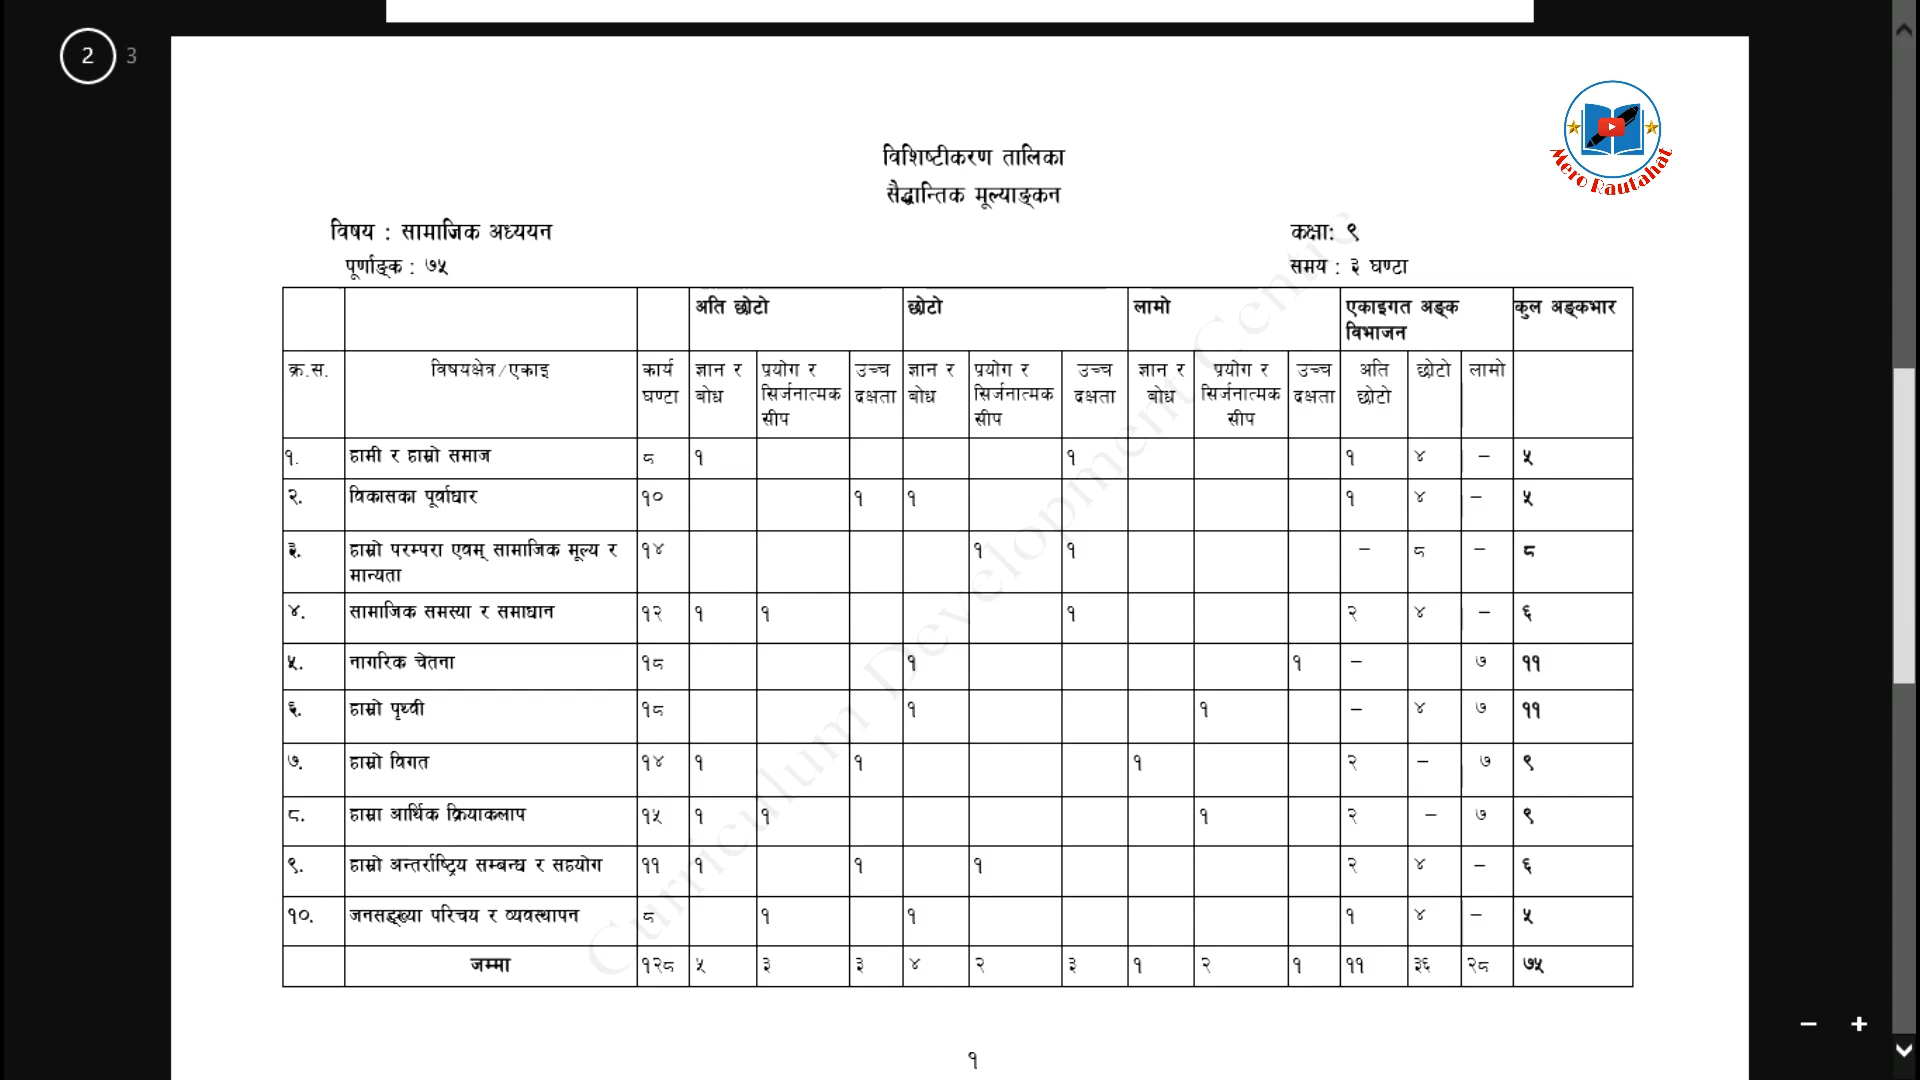 2 3
Mero Rautahat
विशिष्टीकरण तालिका
सैद्धान्तिक मूल्याङ्कन
विषय : सामाजिक अध्ययन कक्षा: ९
पूर्णाङ्क : ७५ समय : ३ घण्टा
अति छोटो छोटो लामो एकाइगत अङ्क विभाजन कुल अङ्कभार
क्र.स. विषयक्षेत्र/एकाइ कार्य घण्टा ज्ञान र बोध प्रयोग र सिर्जनात्मक सीप उच्च दक्षता ज्ञान र बोध प्रयोग र सिर्जनात्मक सीप उच्च दक्षता ज्ञान र बोध प्रयोग र सिर्जनात्मक सीप उच्च दक्षता अति छोटो छोटो लामो
१. हामी र हाम्रो समाज ८ १ १ १ ४ – ५
२. विकासका पूर्वाधार १० १ १ १ ४ – ५
३. हाम्रो परम्परा एवम् सामाजिक मूल्य र मान्यता १४ १ १ – ८ – ८
४. सामाजिक समस्या र समाधान १२ १ १ १ २ ४ – ६
५. नागरिक चेतना १८ १ १ – ७ ११
६. हाम्रो पृथ्वी १८ १ १ – ४ ७ ११
७. हाम्रो विगत १४ १ १ १ २ – ७ ९
८. हाम्रा आर्थिक क्रियाकलाप १५ १ १ १ २ – ७ ९
९. हाम्रो अन्तर्राष्ट्रिय सम्बन्ध र सहयोग ११ १ १ १ २ ४ – ६
१०. जनसङ्ख्या परिचय र व्यवस्थापन ८ १ १ १ ४ – ५
जम्मा १२८ ५ ३ ३ ४ २ ३ १ २ १ ११ ३६ २८ ७५
Curriculum Development Centre
१